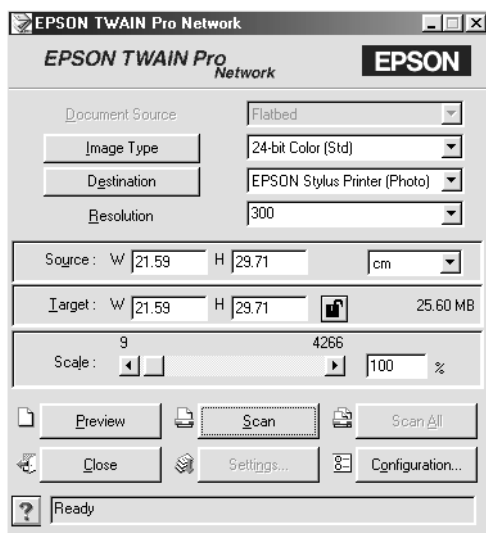 EPSON TWAIN Pro Network
EPSON TWAIN Pro
Network
EPSON
Document Source Flatbed
Image Type 24-bit Color (Std)
Destination EPSON Stylus Printer (Photo)
Resolution 300
Source : W 21.59 H 29.71 cm
Target : W 21.59 H 29.71 25.60 MB
9 4266
Scale : 100 %
Preview Scan Scan All
Close Settings... Configuration...
? Ready